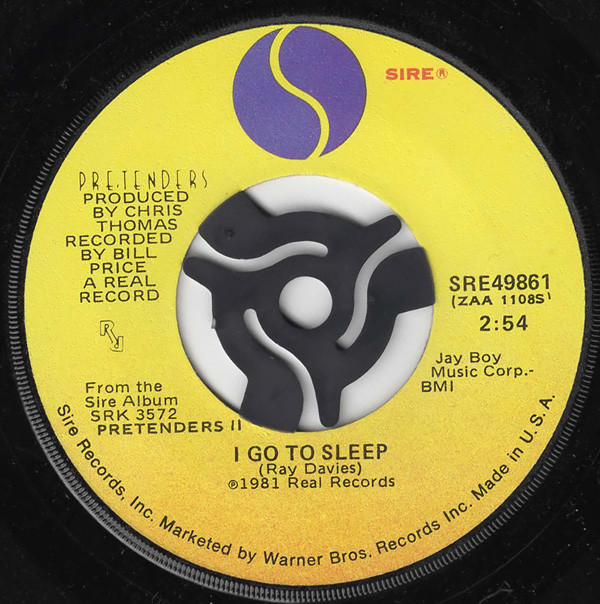 SIRE®
PRETENDERS
PRODUCED
BY CHRIS
THOMAS
RECORDED
BY BILL
PRICE
A REAL
RECORD
SRE49861
(ZAA 1108S)
2:54
Jay Boy
Music Corp.-
BMI
From the
Sire Album
SRK 3572
PRETENDERS II
I GO TO SLEEP
(Ray Davies)
℗1981 Real Records
Sire Records, Inc. Marketed by Warner Bros. Records Inc. Made in U.S.A.